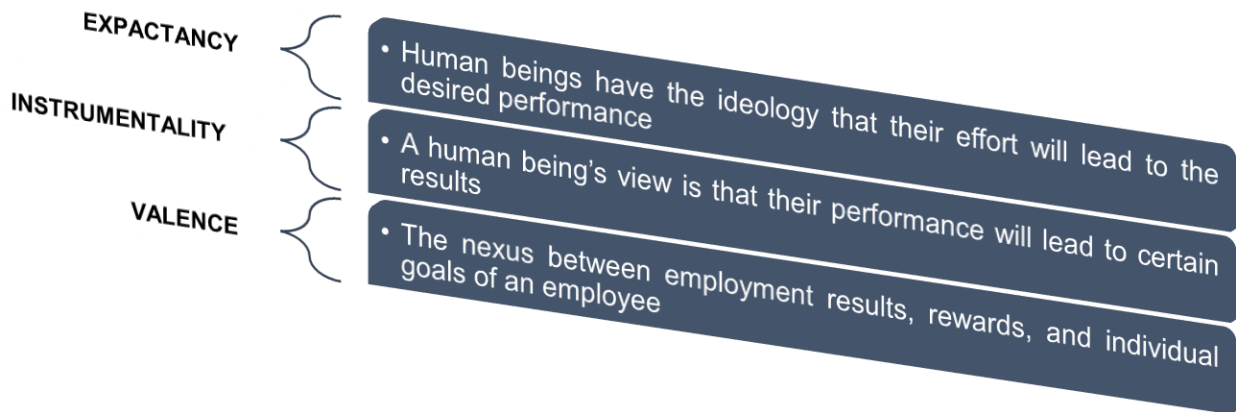 EXPACTANCY
• Human beings have the ideology that their effort will lead to the
desired performance
INSTRUMENTALITY
• A human being's view is that their performance will lead to certain
results
VALENCE
• The nexus between employment results, rewards, and individual
goals of an employee